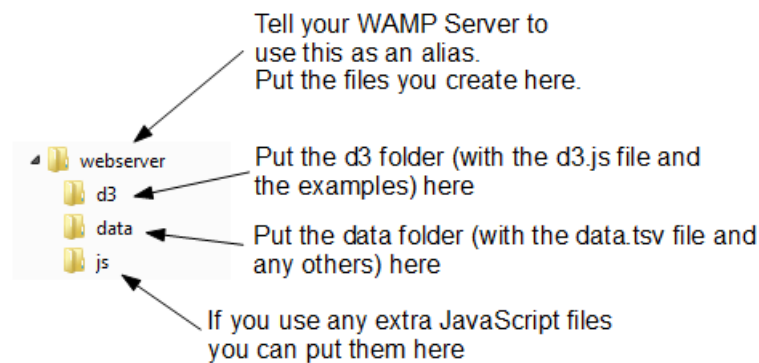 Tell your WAMP Server to
use this as an alias.
Put the files you create here.
webserver
Put the d3 folder (with the d3.js file and
the examples) here
d3
data
Put the data folder (with the data.tsv file and
any others) here
js
If you use any extra JavaScript files
you can put them here